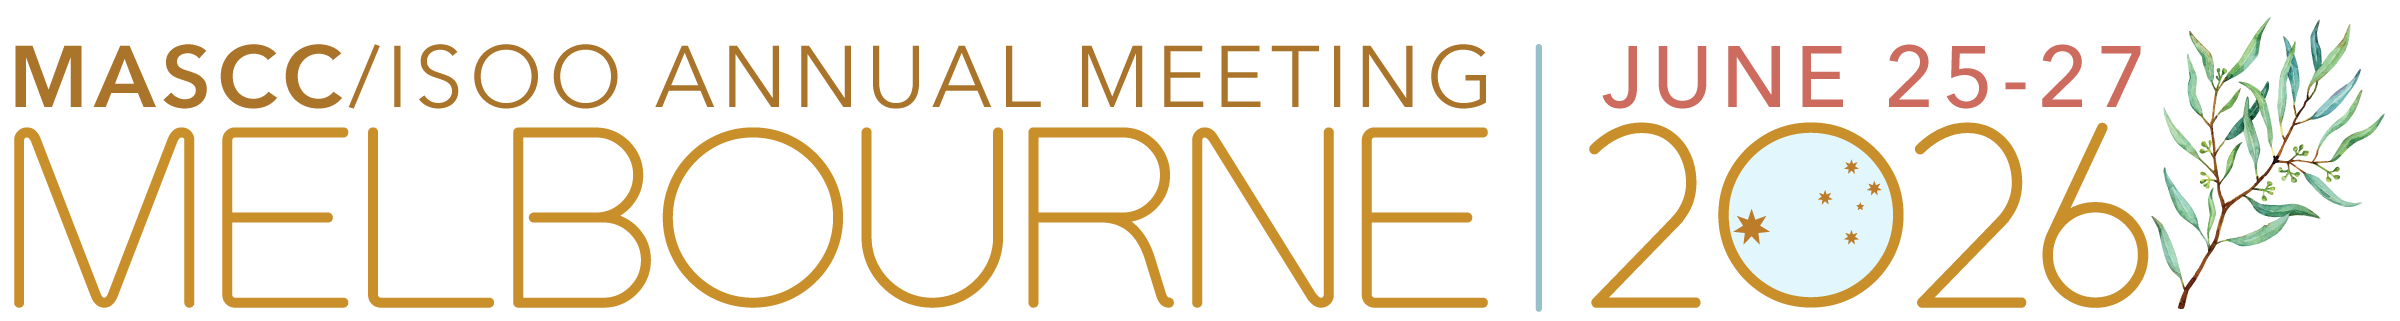 MASCC/ISOO ANNUAL MEETING
MELBOURNE
JUNE 25-27
2026